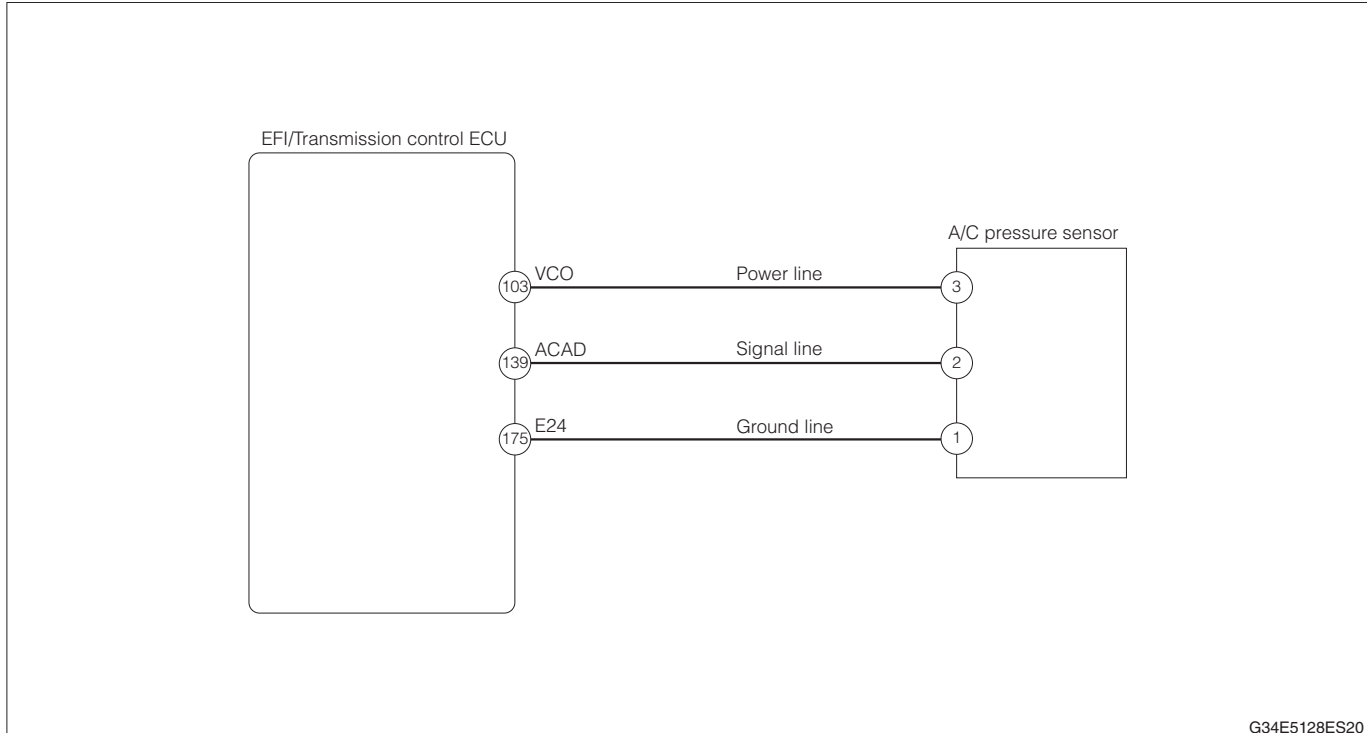 EFI/Transmission control ECU
A/C pressure sensor
103 VCO Power line 3
139 ACAD Signal line 2
175 E24 Ground line 1
G34E5128ES20